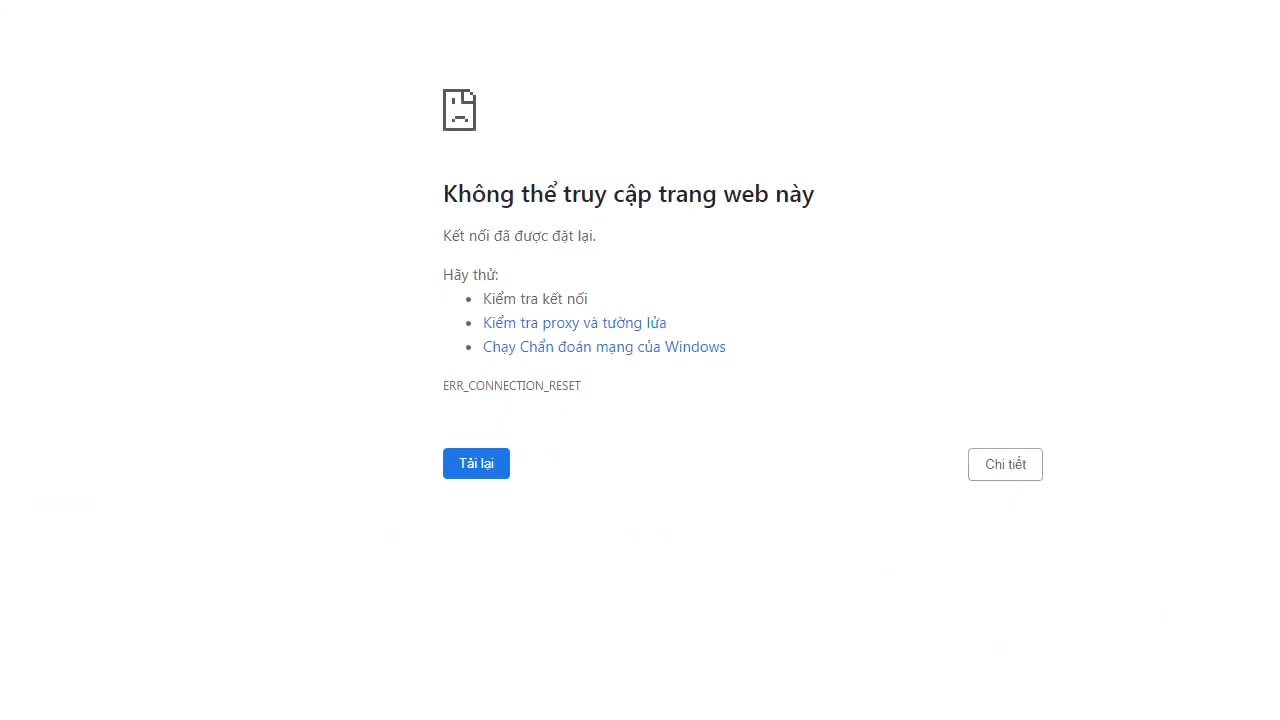 Không thể truy cập trang web này
Kết nối đã được đặt lại.
Hãy thử:
Kiểm tra kết nối
Kiểm tra proxy và tường lửa
Chạy Chẩn đoán mạng của Windows
ERR_CONNECTION_RESET
Tải lại
Chi tiết